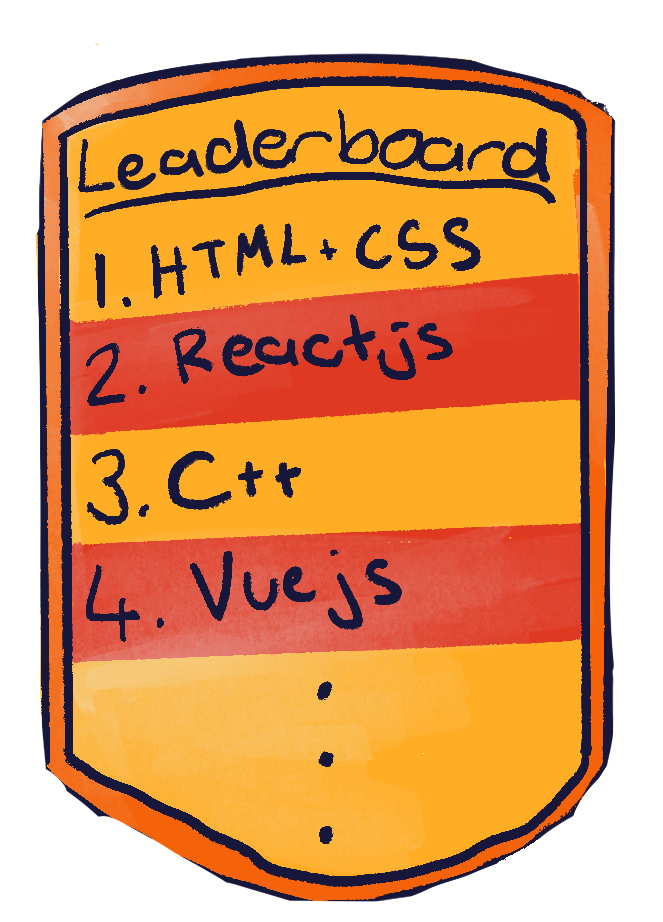 Leaderboard
1. HTML + CSS
2. Reactjs
3. C++
4. Vuejs
.
.
.